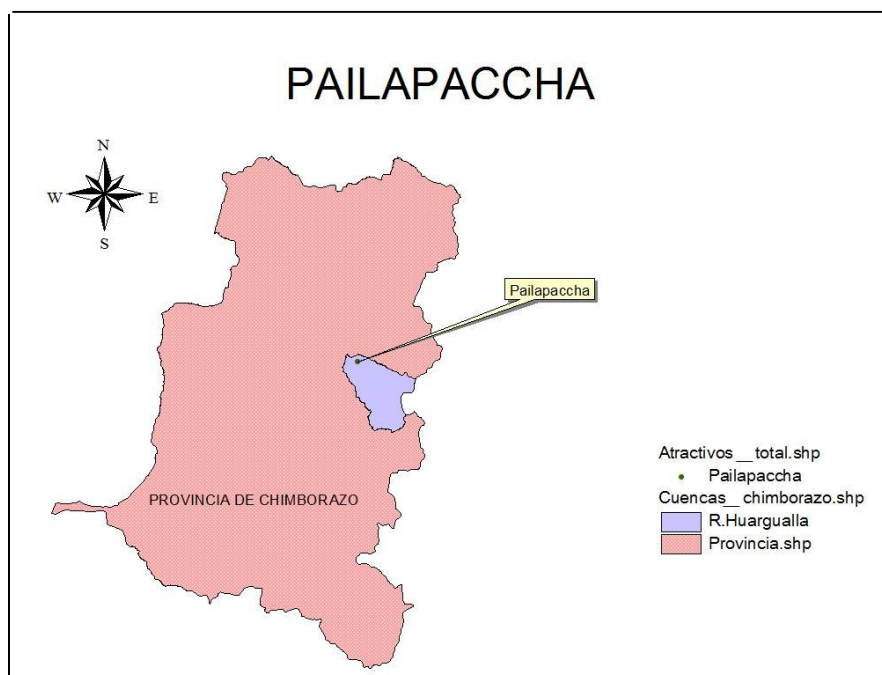 PAILAPACCHA
N
W E
S
Pailapaccha
PROVINCIA DE CHIMBORAZO
Atractivos__total.shp
Pailapaccha
Cuencas__chimborazo.shp
R.Huargualla
Provincia.shp